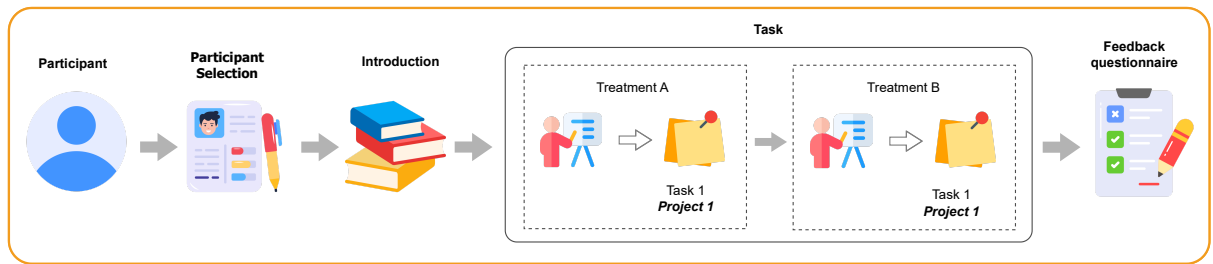 Participant
Participant
Selection
Introduction
Task
Treatment A
Task 1
Project 1
Treatment B
Task 1
Project 1
Feedback
questionnaire